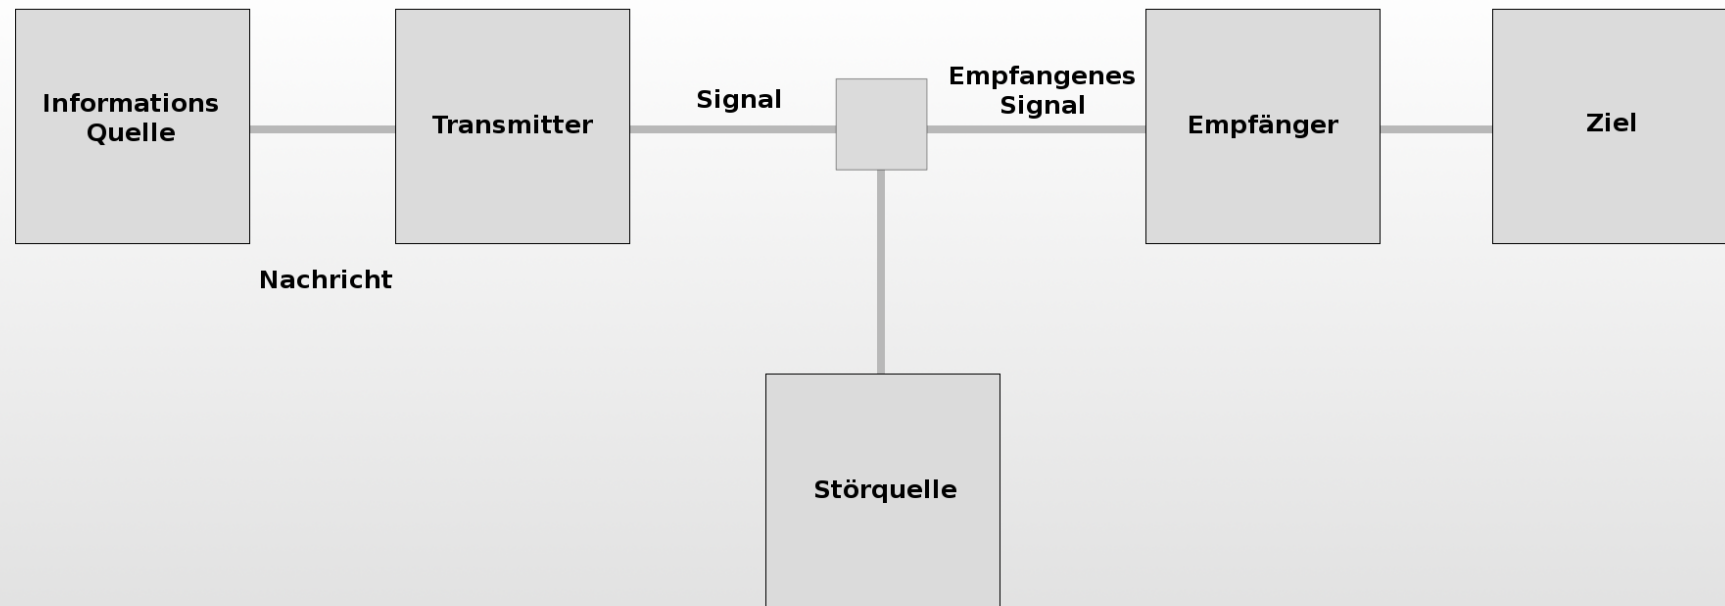 Informations
Quelle
Transmitter
Signal
Empfangenes
Signal
Empfänger
Ziel
Nachricht
Störquelle